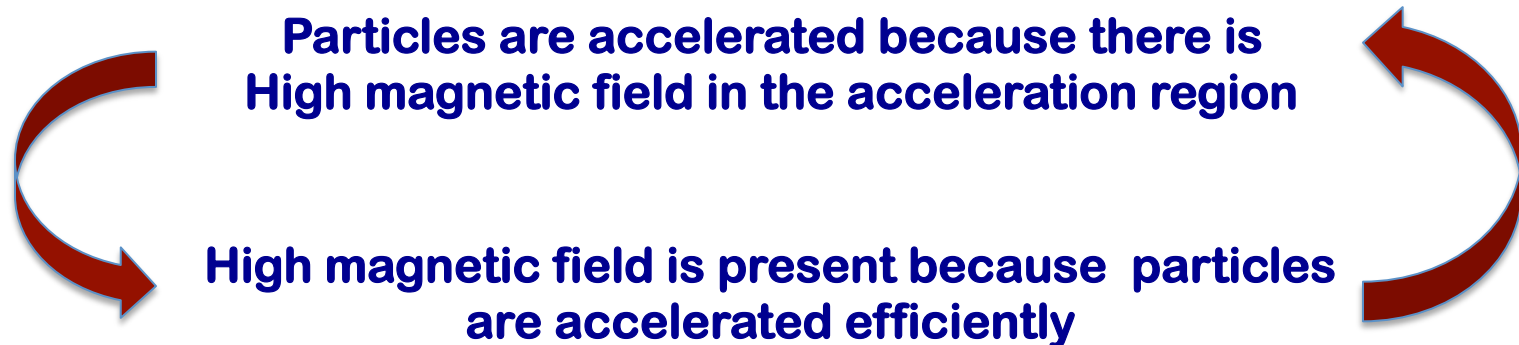 Particles are accelerated because there is
High magnetic field in the acceleration region
High magnetic field is present because  particles
are accelerated efficiently